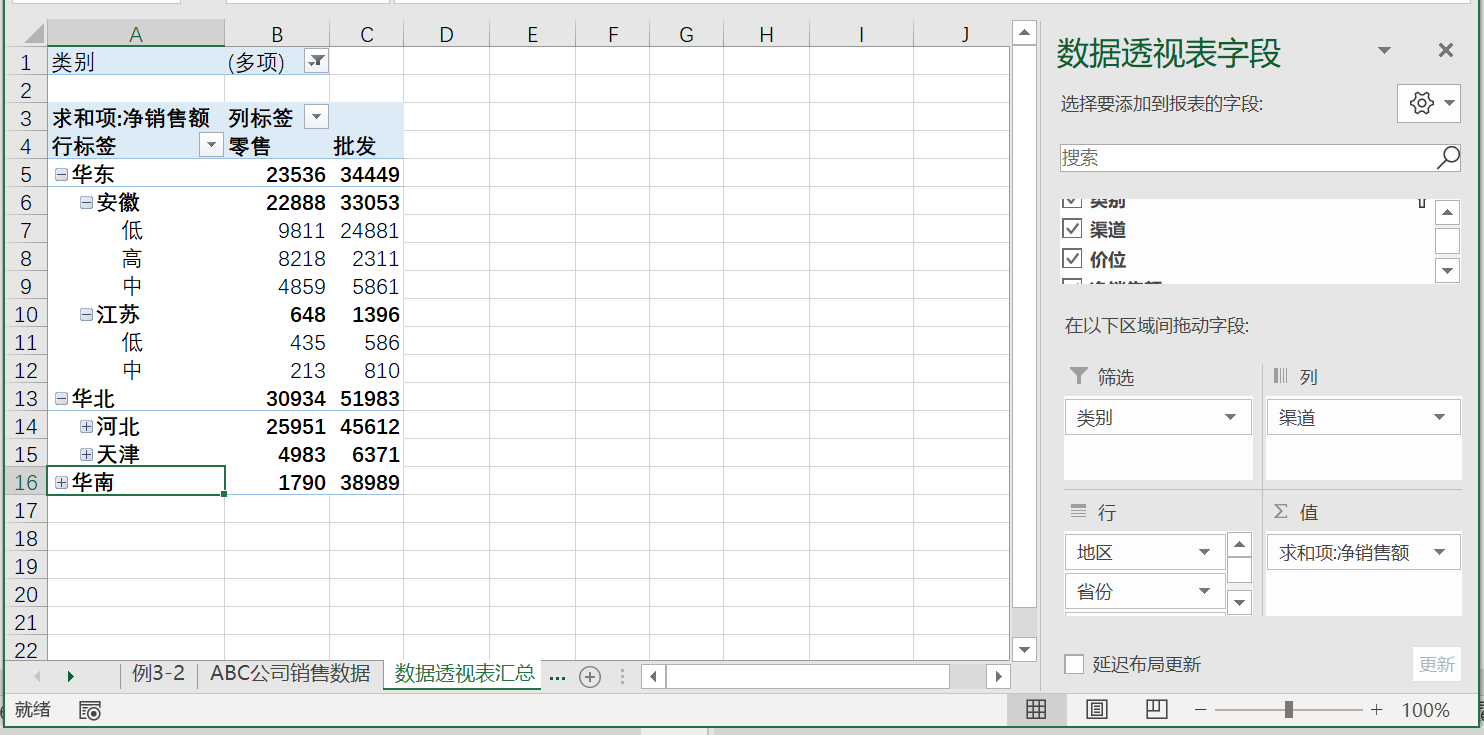 A B C D E F G H I J
1 类别 (多项)
2
3 求和项:净销售额 列标签
4 行标签 零售 批发
5 华东 23536 34449
6 安徽 22888 33053
7 低 9811 24881
8 高 8218 2311
9 中 4859 5861
10 江苏 648 1396
11 低 435 586
12 中 213 810
13 华北 30934 51983
14 河北 25951 45612
15 天津 4983 6371
16 华南 1790 38989
17
18
19
20
21
22
例3-2 ABC公司销售数据 数据透视表汇总 ...
就绪 100%
数据透视表字段
选择要添加到报表的字段:
搜索
类别
渠道
价位
净销售额
在以下区域间拖动字段:
筛选 列
类别 渠道
行 Σ 值
地区 求和项:净销售额
省份
延迟布局更新 更新